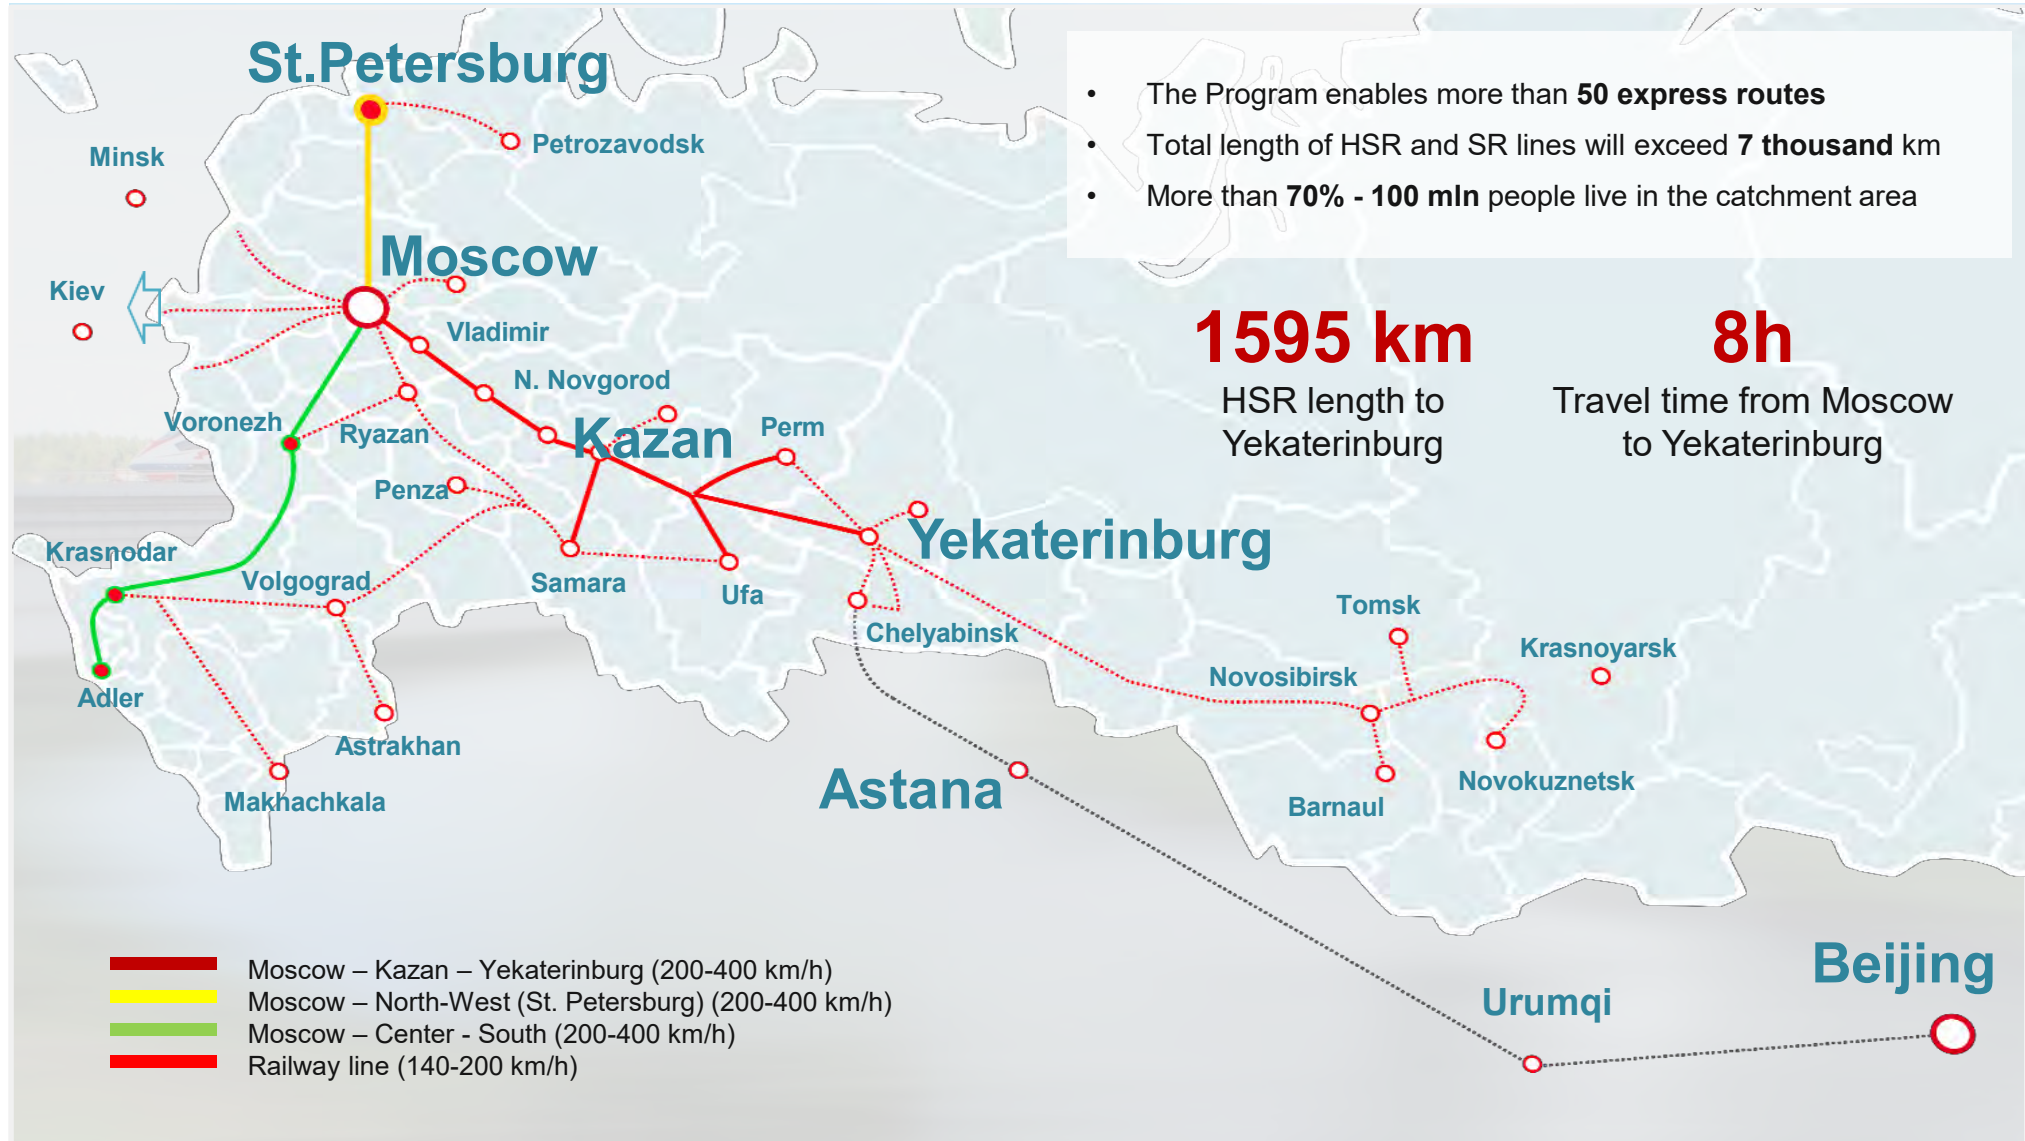 St.Petersburg
• The Program enables more than 50 express routes
• Total length of HSR and SR lines will exceed 7 thousand km
• More than 70% - 100 mln people live in the catchment area
Petrozavodsk
Minsk
Moscow
Kiev
Vladimir
1595 km
HSR length to
Yekaterinburg
8h
Travel time from Moscow
to Yekaterinburg
N. Novgorod
Voronezh
Ryazan
Kazan
Perm
Penza
Yekaterinburg
Krasnodar
Volgograd
Samara
Ufa
Chelyabinsk
Tomsk
Krasnoyarsk
Novosibirsk
Adler
Astrakhan
Makhachkala
Astana
Novokuznetsk
Barnaul
Beijing
Urumqi
Moscow – Kazan – Yekaterinburg (200-400 km/h)
Moscow – North-West (St. Petersburg) (200-400 km/h)
Moscow – Center - South (200-400 km/h)
Railway line (140-200 km/h)